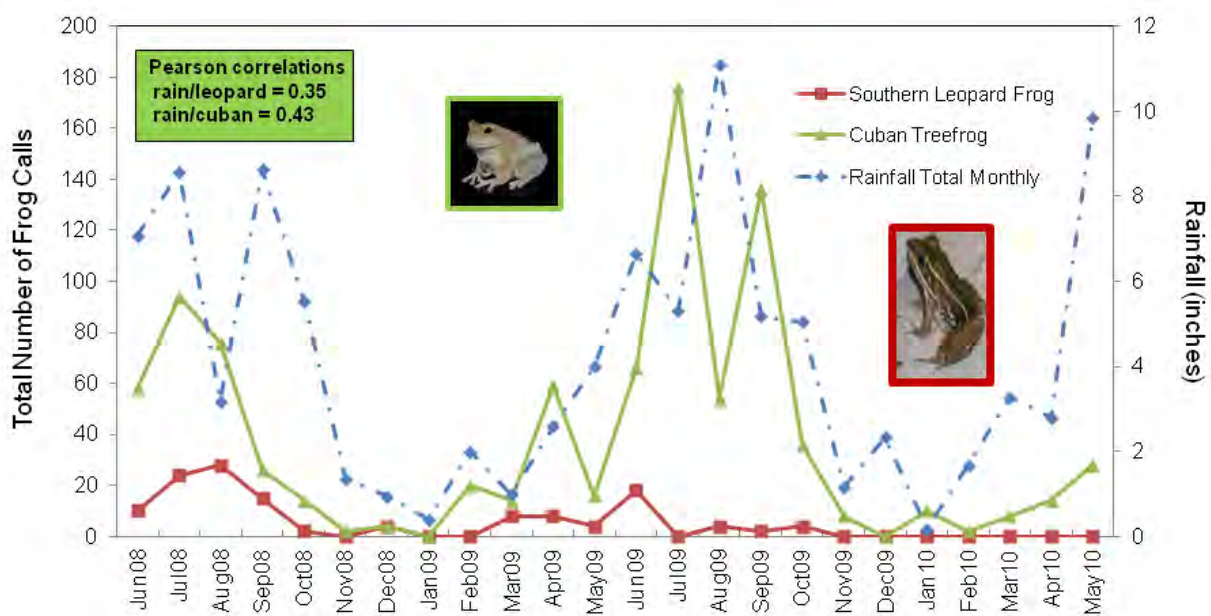 Pearson correlations
rain/leopard = 0.35
rain/cuban = 0.43
Southern Leopard Frog
Cuban Treefrog
Rainfall Total Monthly
Total Number of Frog Calls
200
180
160
140
120
100
80
60
40
20
0
Rainfall (inches)
12
10
8
6
4
2
0
Jun08
Jul08
Aug08
Sep08
Oct08
Nov08
Dec08
Jan09
Feb09
Mar09
Apr09
May09
Jun09
Jul09
Aug09
Sep09
Oct09
Nov09
Dec09
Jan 10
Feb10
Mar10
Apr10
May10